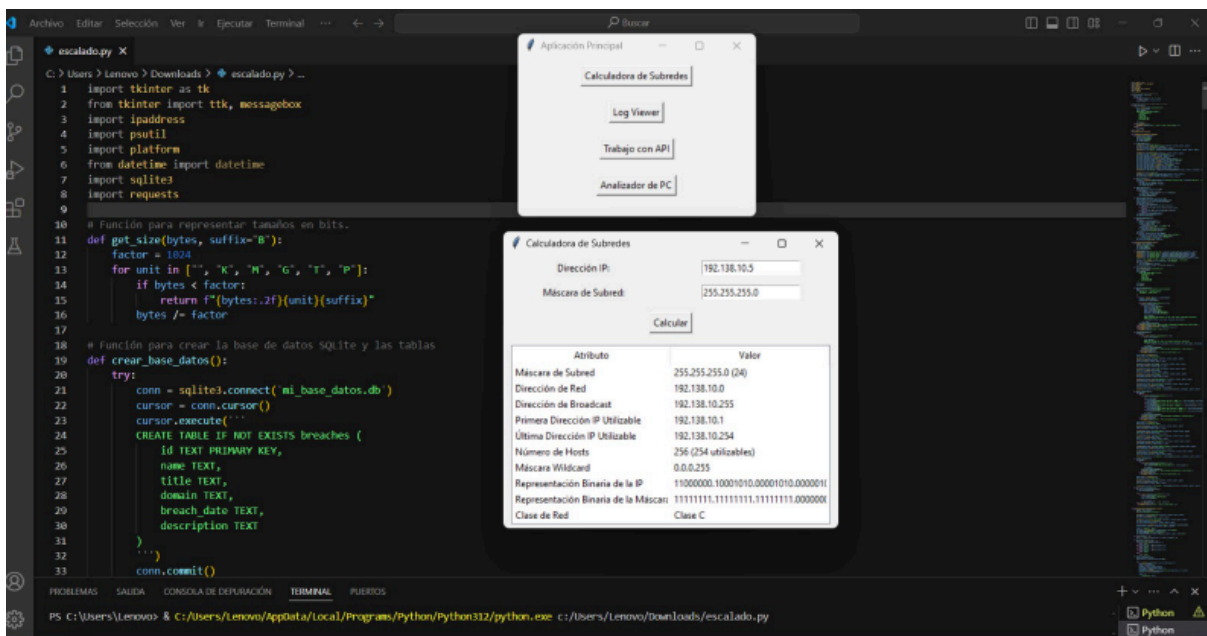 Archivo Editar Selección Ver Ir Ejecutar Terminal ··· Buscar
escalado.py
C: > Users > Lenovo > Downloads > escalado.py > ...
1 import tkinter as tk
2 from tkinter import ttk, messagebox
3 import ipaddress
4 import psutil
5 import platform
6 from datetime import datetime
7 import sqlite3
8 import requests
9
10 # Función para representar tamaños en bits.
11 def get_size(bytes, suffix="B"):
12 factor = 1024
13 for unit in ["", "K", "M", "G", "T", "P"]:
14 if bytes < factor:
15 return f"{bytes:.2f}{unit}{suffix}"
16 bytes /= factor
17
18 # Función para crear la base de datos SQLite y las tablas
19 def crear_base_datos():
20 try:
21 conn = sqlite3.connect('mi_base_datos.db')
22 cursor = conn.cursor()
23 cursor.execute('''
24 CREATE TABLE IF NOT EXISTS breaches (
25 id TEXT PRIMARY KEY,
26 name TEXT,
27 title TEXT,
28 domain TEXT,
29 breach_date TEXT,
30 description TEXT
31 )
32 ''')
33 conn.commit()
Aplicación Principal
Calculadora de Subredes
Log Viewer
Trabajo con API
Analizador de PC
Calculadora de Subredes
Dirección IP: 192.138.10.5
Máscara de Subred: 255.255.255.0
Calcular
Atributo Valor
Máscara de Subred 255.255.255.0 (24)
Dirección de Red 192.138.10.0
Dirección de Broadcast 192.138.10.255
Primera Dirección IP Utilizable 192.138.10.1
Última Dirección IP Utilizable 192.138.10.254
Número de Hosts 256 (254 utilizables)
Máscara Wildcard 0.0.0.255
Representación Binaria de la IP 11000000.10001010.00001010.000001
Representación Binaria de la Máscar 11111111.11111111.11111111.000000
Clase de Red Clase C
PROBLEMAS SALIDA CONSOLA DE DEPURACIÓN TERMINAL PUERTOS
PS C:\Users\Lenovo> & C:/Users/Lenovo/AppData/Local/Programs/Python/Python312/python.exe c:/Users/Lenovo/Downloads/escalado.py
Python
Python